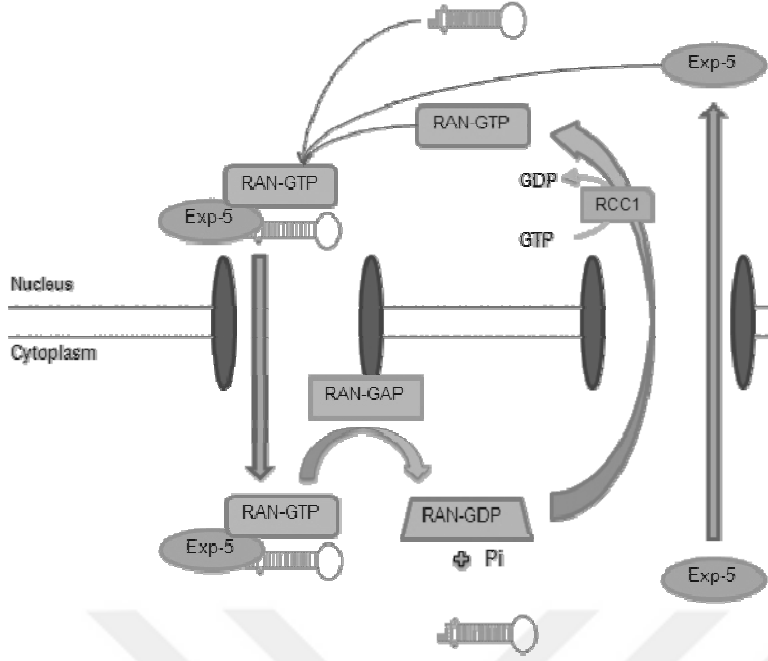 Exp-5
RAN-GTP
RAN-GTP
GDP
Exp-5
RCC1
GTP
Nucleus
Cytoplasm
RAN-GAP
RAN-GTP
RAN-GDP
Exp-5
+ Pi
Exp-5